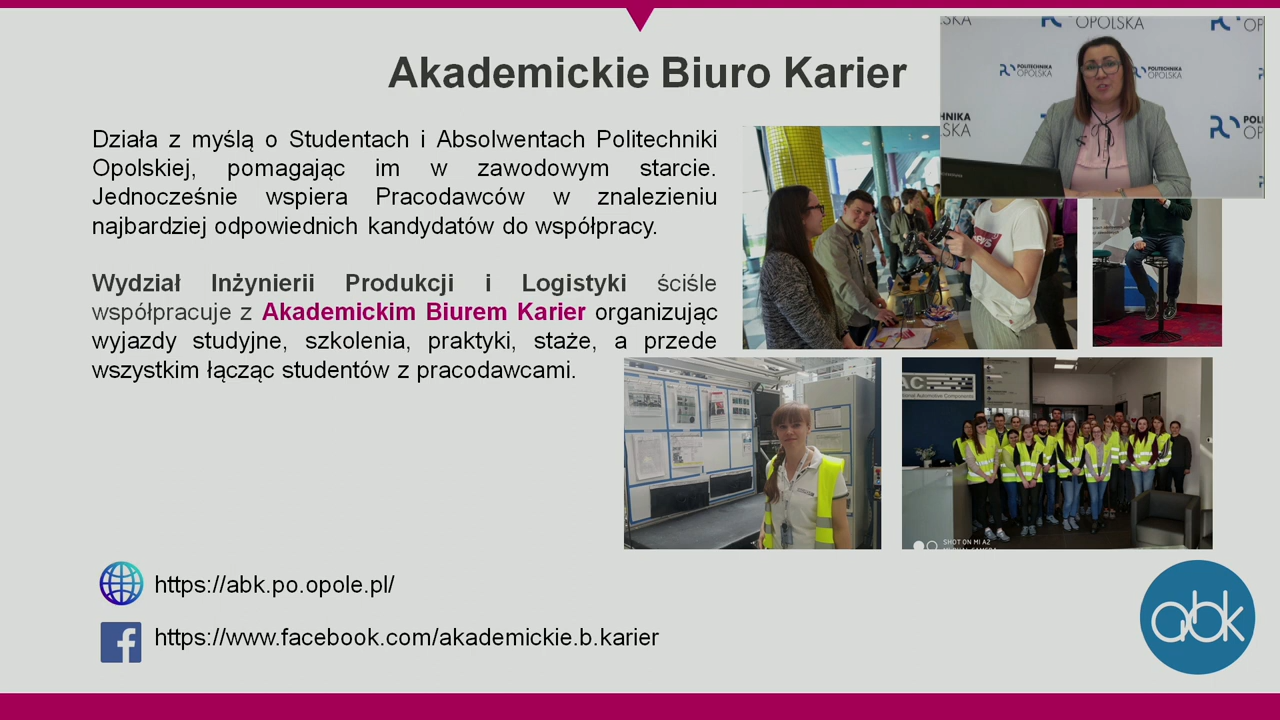 Akademickie Biuro Karier
Działa z myślą o Studentach i Absolwentach Politechniki
Opolskiej, pomagając im w zawodowym starcie.
Jednocześnie wspiera Pracodawców w znalezieniu
najbardziej odpowiednich kandydatów do współpracy.
Wydział Inżynierii Produkcji i Logistyki ściśle
współpracuje z Akademickim Biurem Karier organizując
wyjazdy studyjne, szkolenia, praktyki, staże, a przede
wszystkim łącząc studentów z pracodawcami.
https://abk.po.opole.pl/
https://www.facebook.com/akademickie.b.karier
abk
OPOLSKA
POLITECHNIKA
OPOLSKA
POLITECHNIKA
OPOLSKA
SHOT ON MI A2